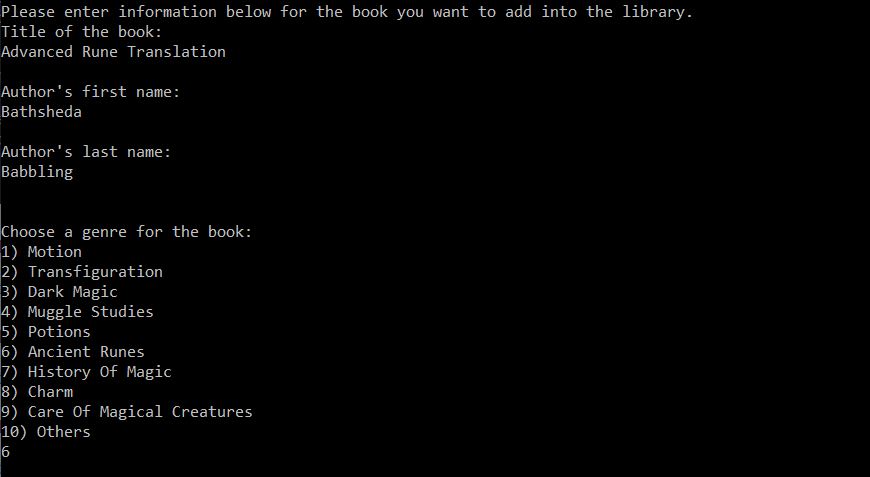 Please enter information below for the book you want to add into the library.
Title of the book:
Advanced Rune Translation
Author's first name:
Bathsheda
Author's last name:
Babbling
Choose a genre for the book:
1) Motion
2) Transfiguration
3) Dark Magic
4) Muggle Studies
5) Potions
6) Ancient Runes
7) History Of Magic
8) Charm
9) Care Of Magical Creatures
10) Others
6